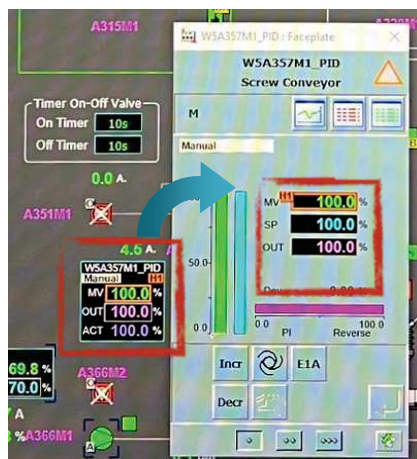 A315M1
W5A357M1_PID : Faceplate
W5A357M1_PID
Screw Conveyor
M
Timer On-Off Valve
On Timer 10s
Off Timer 10s
Manual
0.0 A.
A351M1
MV H1 100.0 %
SP 100.0 %
OUT 100.0 %
4.5 A.
W5A357M1_PID
Manual H1
MV 100.0 %
OUT 100.0 %
ACT 100.0 %
50.0
0.0
0.0 100.0
PI Reverse
69.8 %
70.0 %
A366M2
Incr
E1A
Decr
A
%
A366M1
A